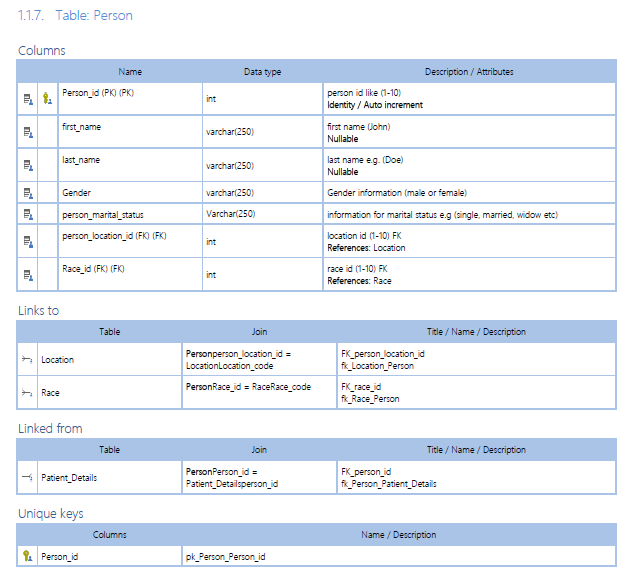 1.1.7. Table: Person
Columns
Name Data type Description / Attributes
Person_id (PK) (PK) int person id like (1-10)
Identity / Auto increment
first_name varchar(250) first name (John)
Nullable
last_name varchar(250) last name e.g. (Doe)
Nullable
Gender varchar(250) Gender information (male or female)
person_marital_status Varchar(250) information for marital status e.g (single, married, widow etc)
person_location_id (FK) (FK) int location id (1-10) FK
References: Location
Race_id (FK) (FK) int race id (1-10) FK
References: Race
Links to
Table Join Title / Name / Description
Location Personperson_location_id = FK_person_location_id
LocationLocation_code fk_Location_Person
Race PersonRace_id = RaceRace_code FK_race_id
fk_Race_Person
Linked from
Table Join Title / Name / Description
Patient_Details PersonPerson_id = FK_person_id
Patient_Detailsperson_id fk_Person_Patient_Details
Unique keys
Columns Name / Description
Person_id pk_Person_Person_id